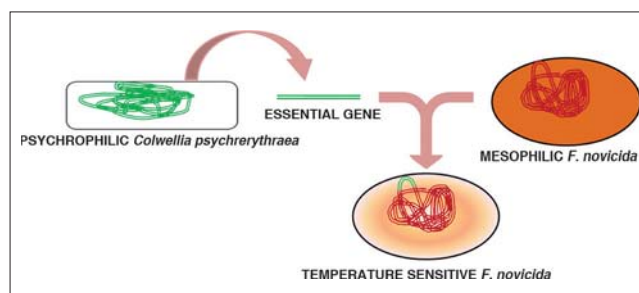 ESSENTIAL GENE
PSYCHROPHILIC Colwellia psychrerythraea
MESOPHILIC F. novicida
TEMPERATURE SENSITIVE F. novicida